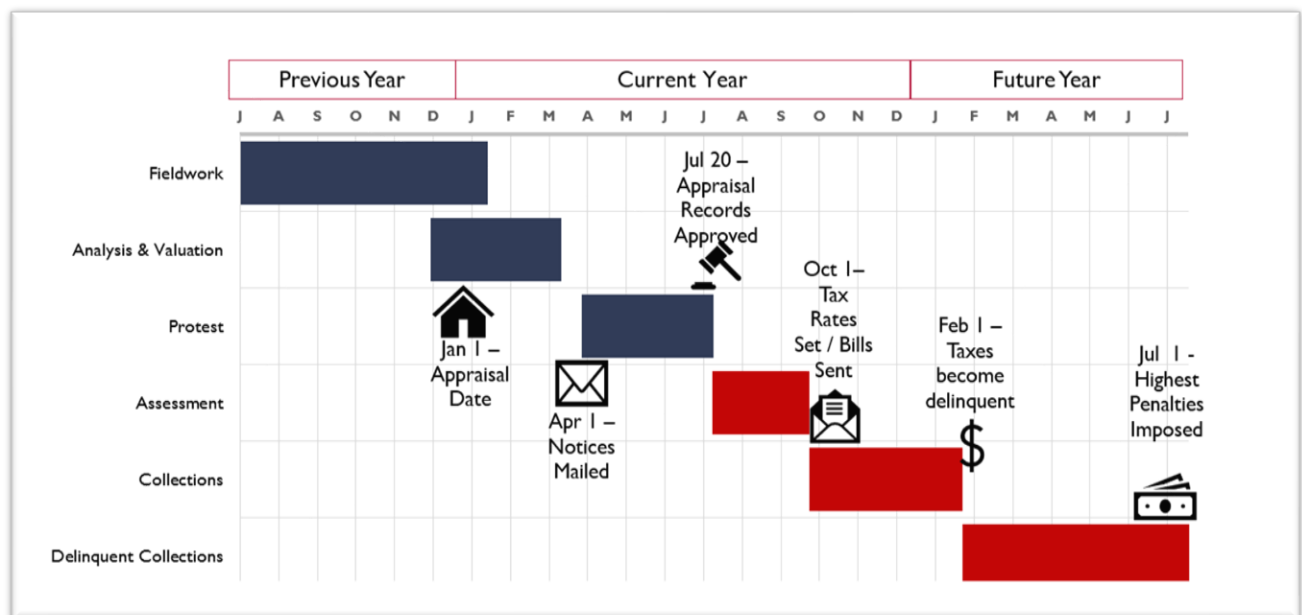 Previous Year Current Year Future Year
J A S O N D J F M A M J J A S O N D J F M A M J J
Fieldwork
Jul 20 –
Appraisal
Records
Approved
Analysis & Valuation
Oct 1–
Tax
Rates
Set / Bills
Sent
Protest
Jan 1 –
Appraisal
Date
Feb 1 –
Taxes
become
delinquent
Jul 1 -
Highest
Penalties
Imposed
Assessment
Apr 1 –
Notices
Mailed
$
Collections
Delinquent Collections